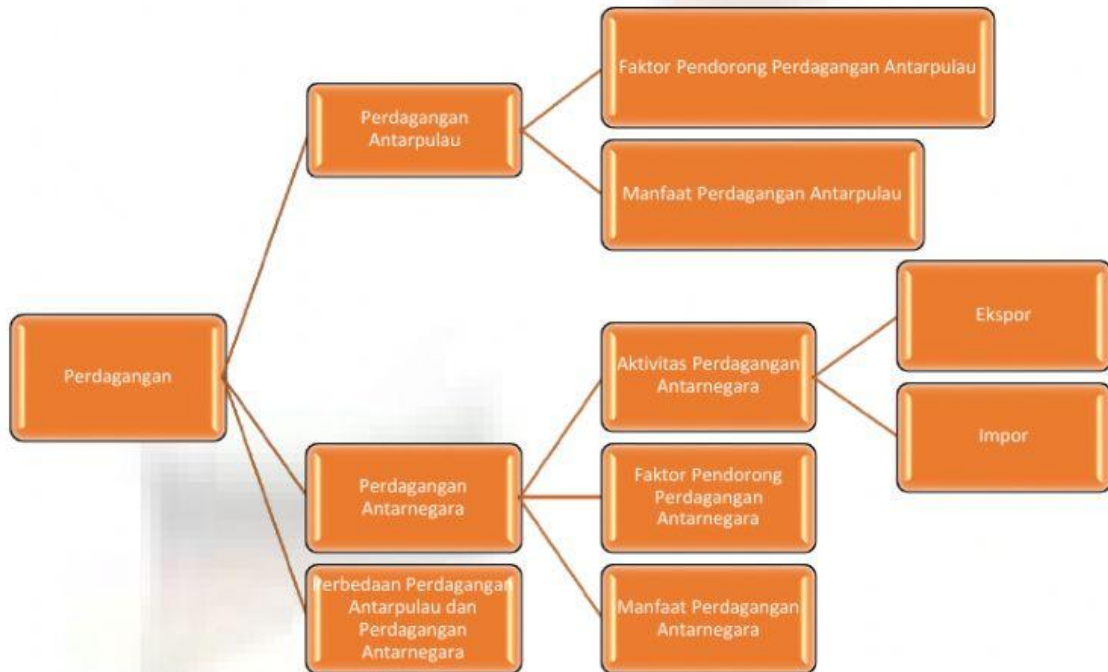 Perdagangan
Perdagangan
Antarpulau
Faktor Pendorong Perdagangan Antarpulau
Manfaat Perdagangan Antarpulau
Perdagangan
Antarnegara
Aktivitas Perdagangan
Antarnegara
Ekspor
Impor
Faktor Pendorong
Perdagangan
Antarnegara
Manfaat Perdagangan
Antarnegara
Perbedaan Perdagangan
Antarpulau dan
Perdagangan
Antarnegara